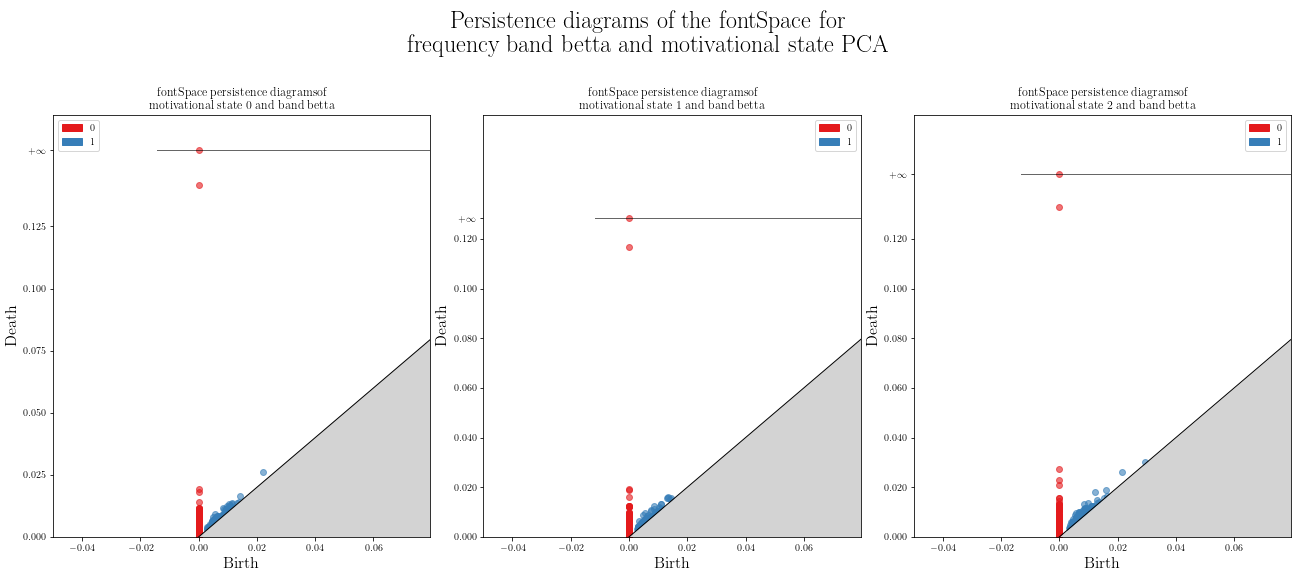 Persistence diagrams of the fontSpace for
frequency band betta and motivational state PCA
fontSpace persistence diagramsof
motivational state 0 and band betta
0
1
+∞
0.125
0.100
0.075
0.050
0.025
0.000
Death
−0.04 −0.02 0.00 0.02 0.04 0.06
Birth
fontSpace persistence diagramsof
motivational state 1 and band betta
0
1
+∞
0.120
0.100
0.080
0.060
0.040
0.020
0.000
Death
−0.04 −0.02 0.00 0.02 0.04 0.06
Birth
fontSpace persistence diagramsof
motivational state 2 and band betta
0
1
+∞
0.120
0.100
0.080
0.060
0.040
0.020
0.000
Death
−0.04 −0.02 0.00 0.02 0.04 0.06
Birth